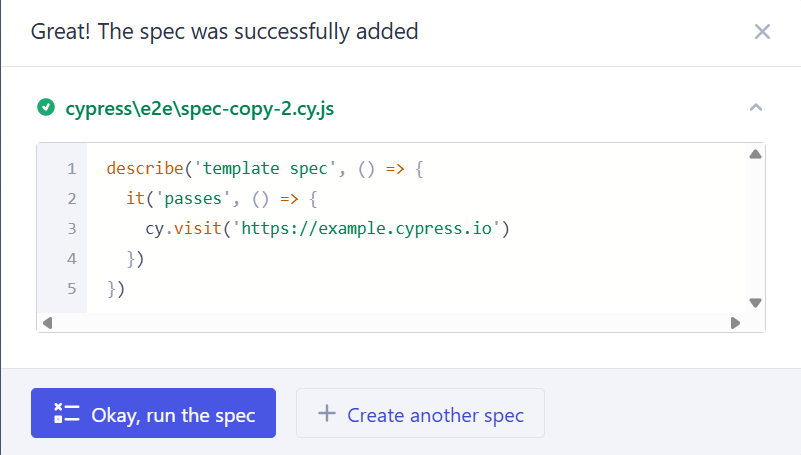 Great! The spec was successfully added
cypress\e2e\spec-copy-2.cy.js
1 describe('template spec', () => {
2   it('passes', () => {
3     cy.visit('https://example.cypress.io')
4   })
5 })
Okay, run the spec
Create another spec